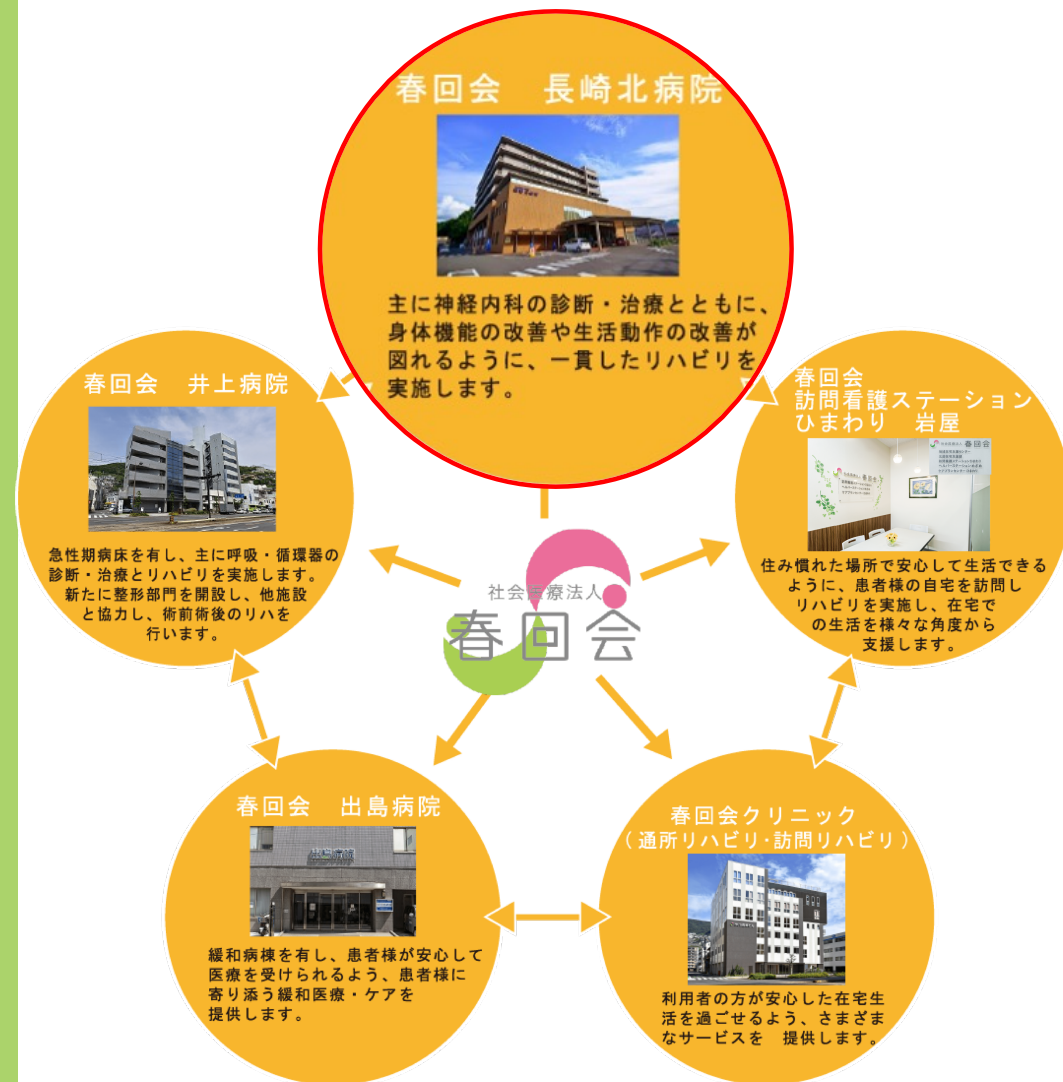 春回会　長崎北病院
主に神経内科の診断・治療とともに、
身体機能の改善や生活動作の改善が
図れるように、一貫したリハビリを
実施します。
春回会　井上病院
急性期病床を有し、主に呼吸・循環器の
診断・治療とリハビリを実施します。
新たに整形部門を開設し、他施設
と協力し、術前術後のリハを
行います。
春回会
訪問看護ステーション
ひまわり　岩屋
春回会
春回会
住み慣れた場所で安心して生活できる
ように、患者様の自宅を訪問し
リハビリを実施し、在宅で
の生活を様々な角度から
支援します。
社会医療法人
春回会
春回会　出島病院
出島病院
緩和病棟を有し、患者様が安心して
医療を受けられるよう、患者様に
寄り添う緩和医療・ケアを
提供します。
春回会クリニック
（通所リハビリ・訪問リハビリ）
利用者の方が安心した在宅生
活を過ごせるよう、さまざま
なサービスを　提供します。